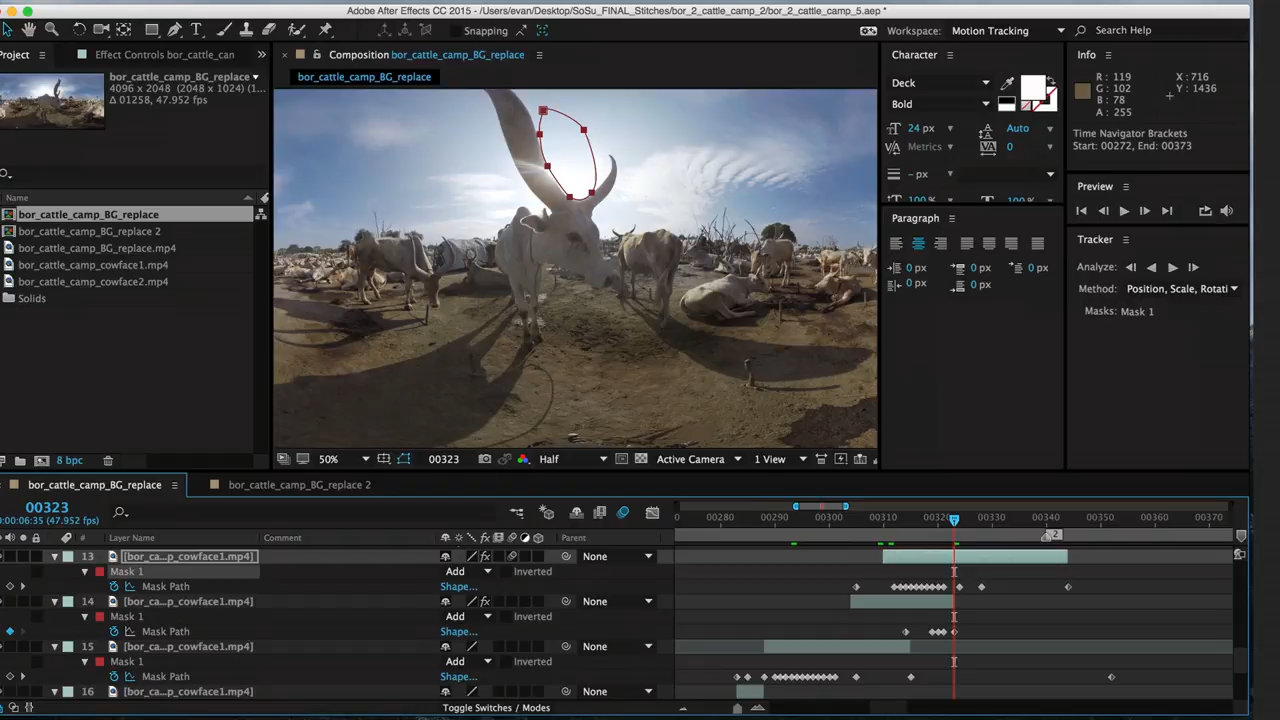 Adobe After Effects CC 2015 - /Users/evan/Desktop/SoSu_FINAL_Stitches/bor_2_cattle_camp_2/bor_2_cattle_camp_5.aep *
Snapping
Workspace: Motion Tracking
Search Help
Project
Effect Controls bor_cattle_can
Composition bor_cattle_camp_BG_replace
Character
Info
bor_cattle_camp_BG_replace
4096 x 2048 (2048 x 1024) (1...
Δ 01258, 47.952 fps
bor_cattle_camp_BG_replace
Deck
Bold
24 px
Auto
Metrics
0
- px
100 %
100 %
R : 119
G : 102
B : 78
A : 255
X : 716
Y : 1436
Time Navigator Brackets
Start: 00272, End: 00373
Preview
Paragraph
0 px
0 px
0 px
0 px
0 px
Tracker
Analyze:
Method: Position, Scale, Rotati
Masks: Mask 1
Name
bor_cattle_camp_BG_replace
bor_cattle_camp_BG_replace 2
bor_cattle_camp_BG_replace.mp4
bor_cattle_camp_cowface1.mp4
bor_cattle_camp_cowface2.mp4
Solids
8 bpc
50%
00323
Half
Active Camera
1 View
bor_cattle_camp_BG_replace
bor_cattle_camp_BG_replace 2
00323
0:00:06:35 (47.952 fps)
0 00280 00290 00300 00310 00320 00330 00340 00350 00360 00370
# Layer Name Comment Parent
2
13 [bor_ca...p_cowface1.mp4] None
Mask 1 Add Inverted
Mask Path Shape...
14 [bor_ca...p_cowface1.mp4] None
Mask 1 Add Inverted
Mask Path Shape...
15 [bor_ca...p_cowface1.mp4] None
Mask 1 Add Inverted
Mask Path Shape...
16 [bor_ca...p_cowface1.mp4] None
Toggle Switches / Modes